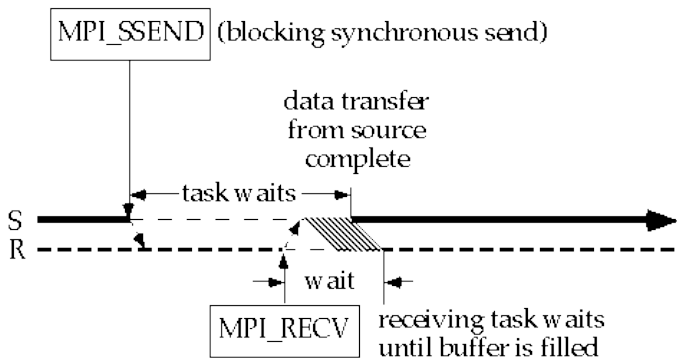 MPI_SSEND (blocking synchronous send)
data transfer
from source
complete
task waits
S
R
wait
MPI_RECV
receiving task waits
until buffer is filled